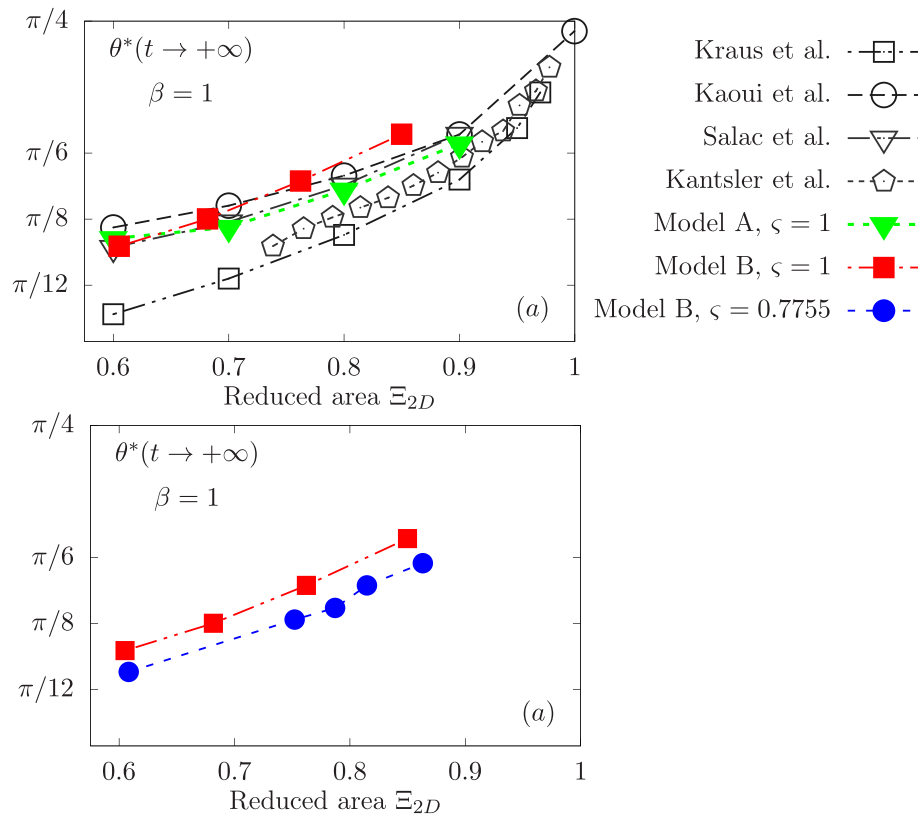 π/4
θ*(t → +∞)
β = 1
π/6
π/8
π/12
(a)
0.6 0.7 0.8 0.9 1
Reduced area Ξ2D
Kraus et al.
Kaoui et al.
Salac et al.
Kantsler et al.
Model A, ς = 1
Model B, ς = 1
Model B, ς = 0.7755
π/4
θ*(t → +∞)
β = 1
π/6
π/8
π/12
(a)
0.6 0.7 0.8 0.9 1
Reduced area Ξ2D